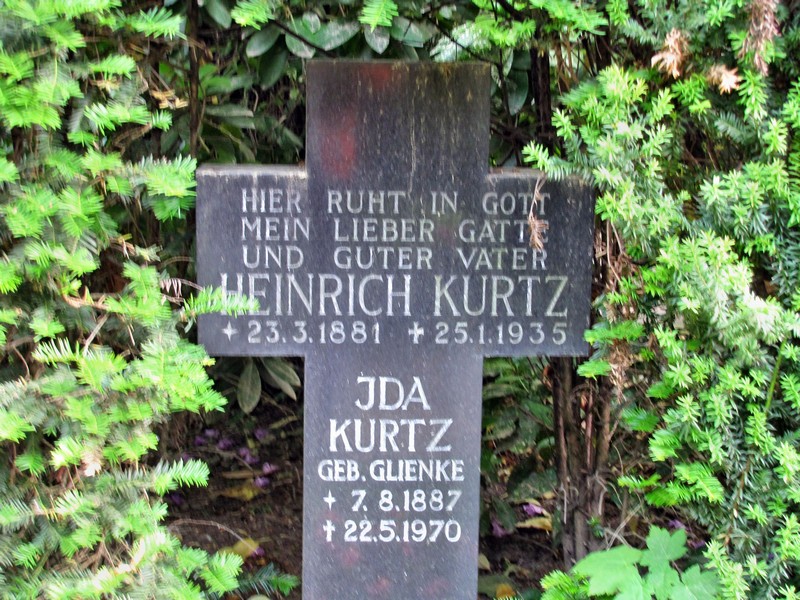 HIER RUHT IN GOTT
MEIN LIEBER GATTE
UND GUTER VATER
HEINRICH KURTZ
✦ 23.3.1881 ✝ 25.1.1935
IDA
KURTZ
GEB. GLIENKE
✦ 7.8.1887
✝ 22.5.1970